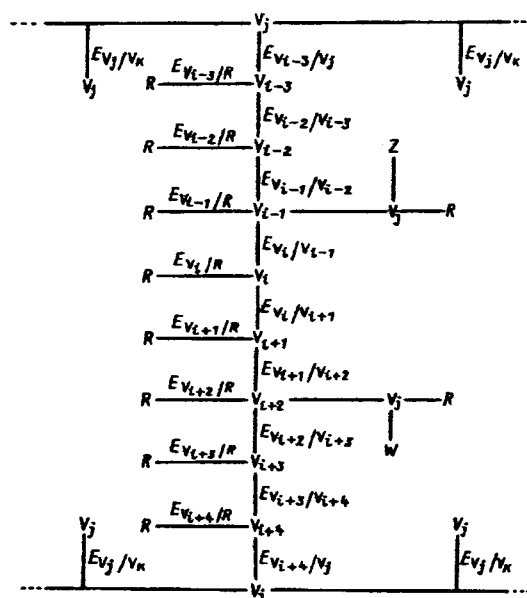 V_j
E_{V_j}/V_K E_{V_{i-3}}/V_j E_{V_j}/V_K
V_j R E_{V_{i-3}}/R V_{i-3} V_j
E_{V_{i-2}}/V_{i-3}
R E_{V_{i-2}}/R V_{i-2} Z
E_{V_{i-1}}/V_{i-2}
R E_{V_{i-1}}/R V_{i-1} V_j R
E_{V_i}/V_{i-1}
R E_{V_i}/R V_i
E_{V_i}/V_{i+1}
R E_{V_{i+1}}/R V_{i+1}
E_{V_{i+1}}/V_{i+2}
R E_{V_{i+2}}/R V_{i+2} V_j R
E_{V_{i+2}}/V_{i+3} W
R E_{V_{i+3}}/R V_{i+3}
E_{V_{i+3}}/V_{i+4}
V_j R E_{V_{i+4}}/R V_{i+4} V_j
E_{V_j}/V_K E_{V_{i+4}}/V_j E_{V_j}/V_K
V_j